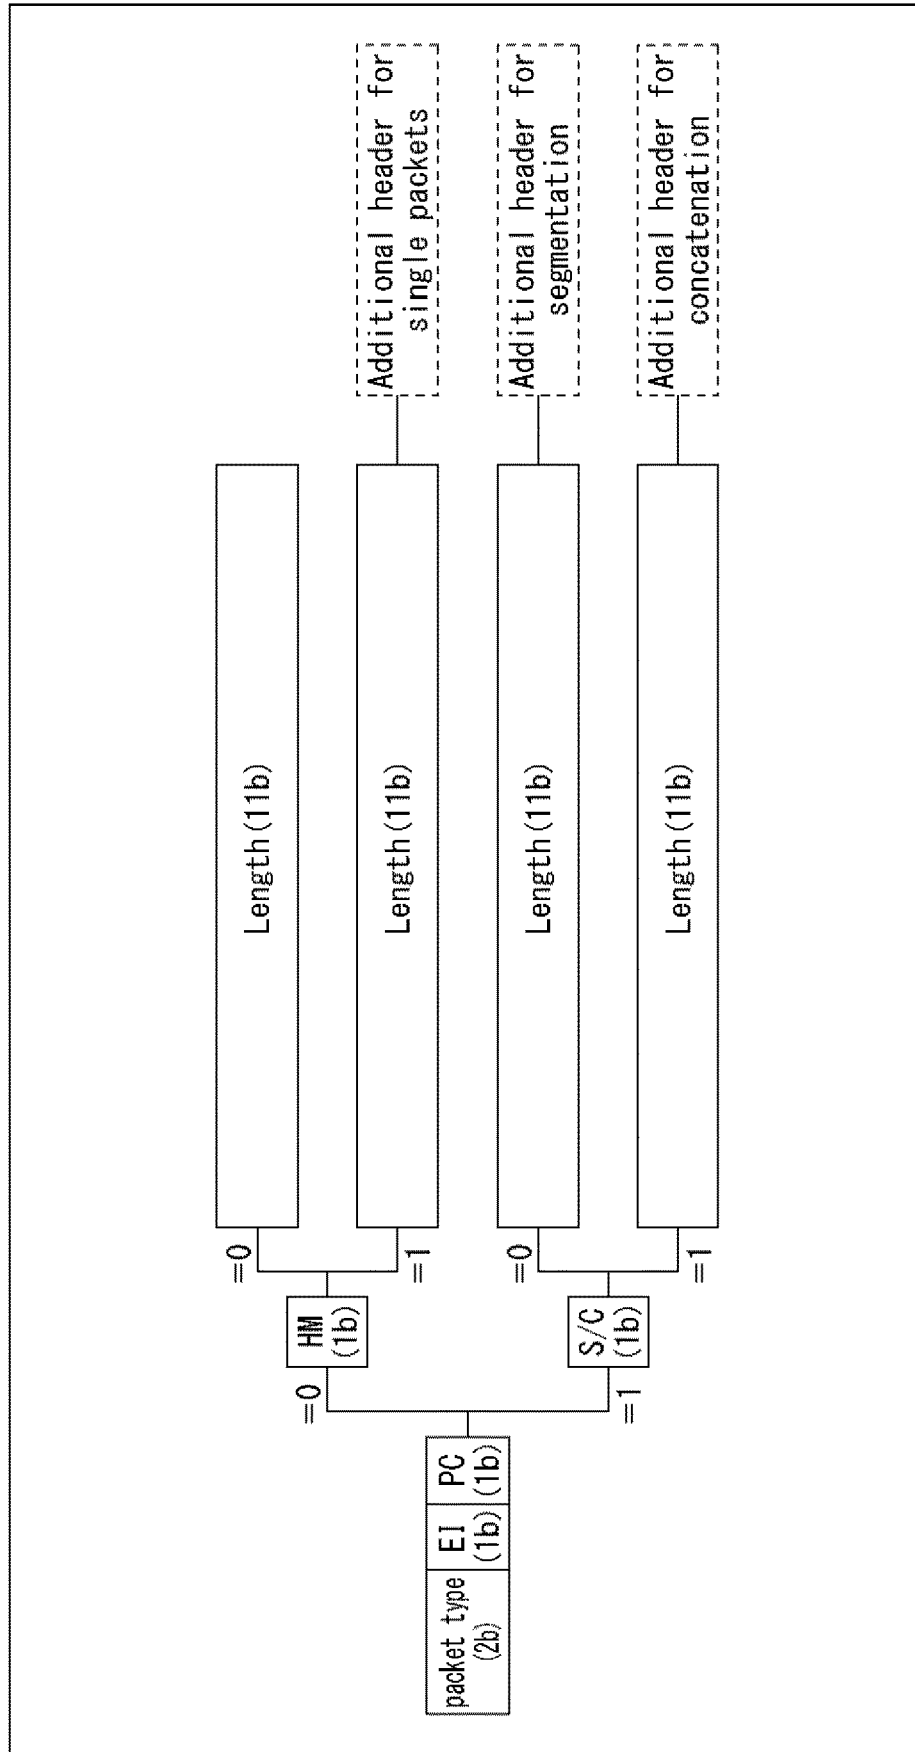 packet type
(2b)
EI
(1b)
PC
(1b)
=0
HM
(1b)
=0
Length(11b)
=1
Length(11b)
Additional header for
single packets
=1
S/C
(1b)
=0
Length(11b)
Additional header for
segmentation
=1
Length(11b)
Additional header for
concatenation